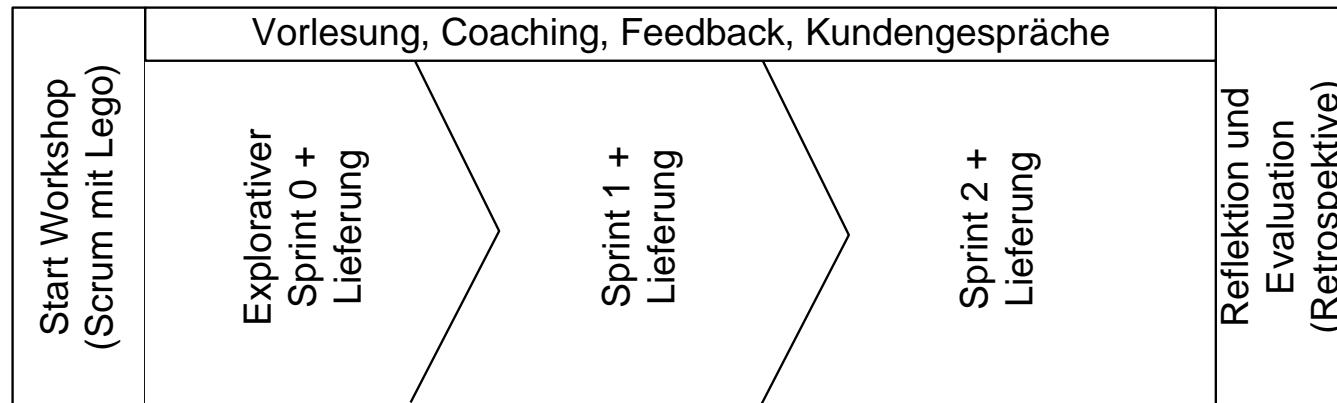 Vorlesung, Coaching, Feedback, Kundengespräche
Start Workshop
(Scrum mit Lego)
Explorativer
Sprint 0 +
Lieferung
Sprint 1 +
Lieferung
Sprint 2 +
Lieferung
Reflektion und
Evaluation
(Retrospektive)